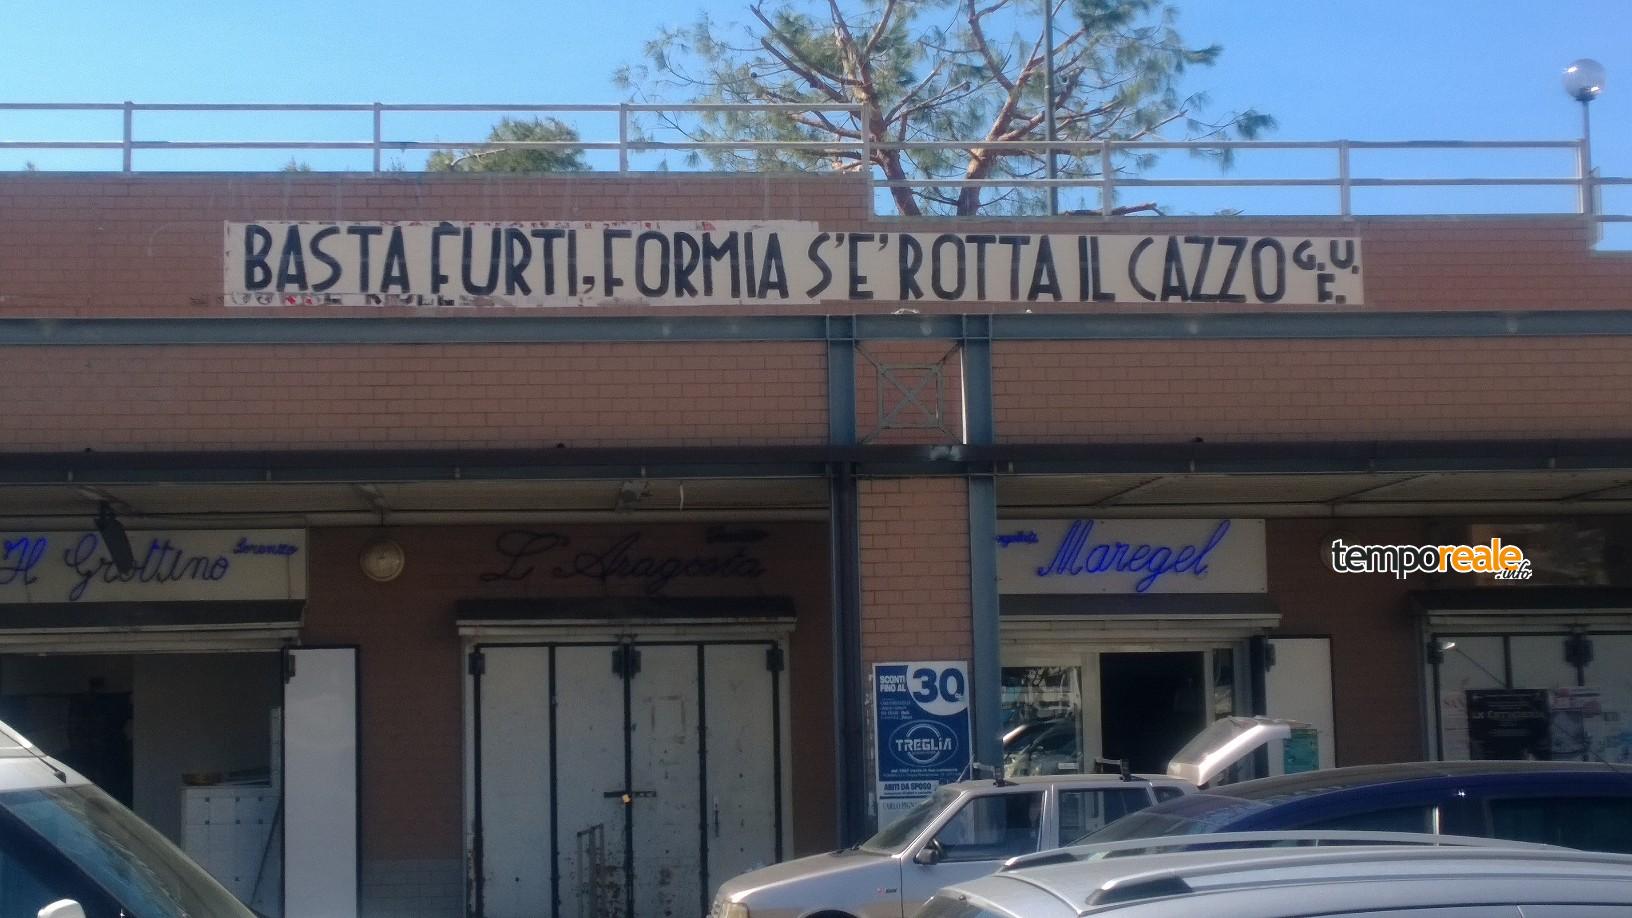 BASTA FURTI, FORMIA S'E' ROTTA IL CAZZO G.U.
E.
Il Grottino Lorenzo
L'Aragosta
Maregel
temporeale
.info
SCONTI
FINO AL 30
TREGLIA
ABITI DA SPOSO